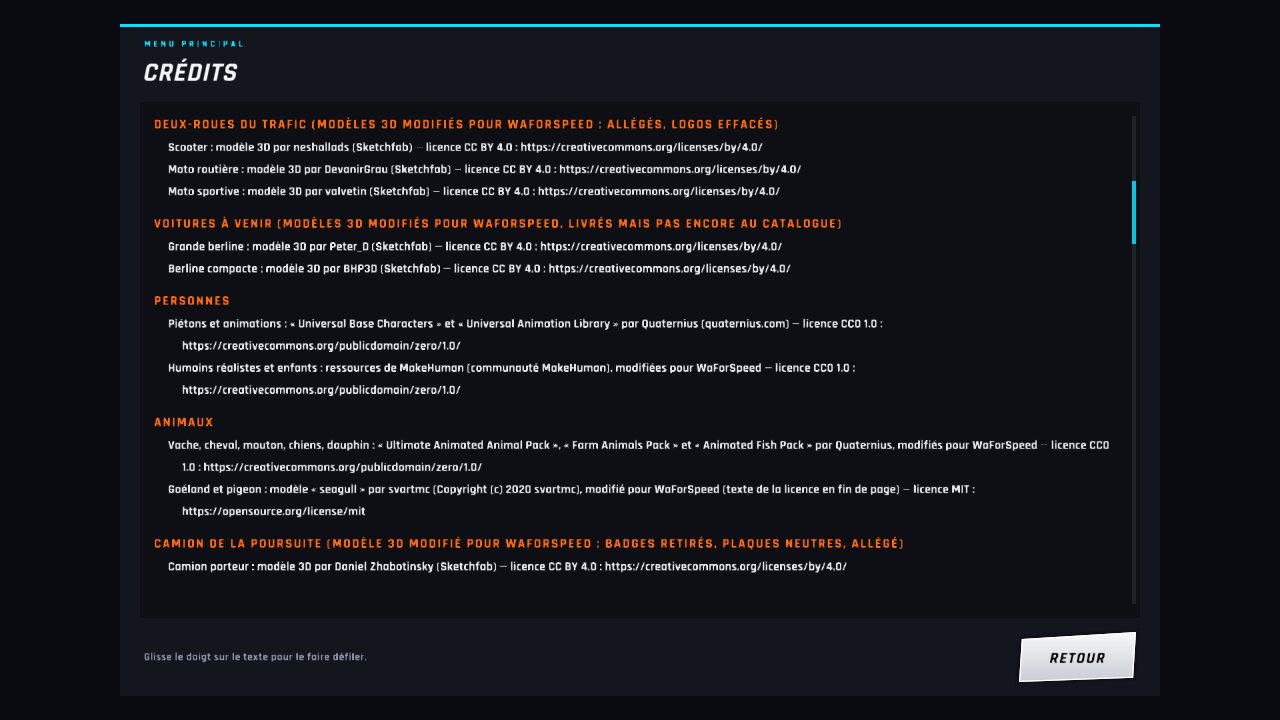 MENU PRINCIPAL
CRÉDITS
DEUX-ROUES DU TRAFIC (MODÈLES 3D MODIFIÉS POUR WAFORSPEED : ALLÉGÉS, LOGOS EFFACÉS)
Scooter : modèle 3D par neshallads (Sketchfab) — licence CC BY 4.0 : https://creativecommons.org/licenses/by/4.0/
Moto routière : modèle 3D par DevanirGrau (Sketchfab) — licence CC BY 4.0 : https://creativecommons.org/licenses/by/4.0/
Moto sportive : modèle 3D par valvetin (Sketchfab) — licence CC BY 4.0 : https://creativecommons.org/licenses/by/4.0/
VOITURES À VENIR (MODÈLES 3D MODIFIÉS POUR WAFORSPEED, LIVRÉS MAIS PAS ENCORE AU CATALOGUE)
Grande berline : modèle 3D par Peter_D (Sketchfab) — licence CC BY 4.0 : https://creativecommons.org/licenses/by/4.0/
Berline compacte : modèle 3D par BHP3D (Sketchfab) — licence CC BY 4.0 : https://creativecommons.org/licenses/by/4.0/
PERSONNES
Piétons et animations : « Universal Base Characters » et « Universal Animation Library » par Quaternius (quaternius.com) — licence CC0 1.0 :
https://creativecommons.org/publicdomain/zero/1.0/
Humains réalistes et enfants : ressources de MakeHuman (communauté MakeHuman), modifiées pour WaForSpeed — licence CC0 1.0 :
https://creativecommons.org/publicdomain/zero/1.0/
ANIMAUX
Vache, cheval, mouton, chiens, dauphin : « Ultimate Animated Animal Pack », « Farm Animals Pack » et « Animated Fish Pack » par Quaternius, modifiés pour WaForSpeed — licence CC0
1.0 : https://creativecommons.org/publicdomain/zero/1.0/
Goéland et pigeon : modèle « seagull » par svartmc (Copyright (c) 2020 svartmc), modifié pour WaForSpeed (texte de la licence en fin de page) — licence MIT :
https://opensource.org/license/mit
CAMION DE LA POURSUITE (MODÈLE 3D MODIFIÉ POUR WAFORSPEED : BADGES RETIRÉS, PLAQUES NEUTRES, ALLÉGÉ)
Camion porteur : modèle 3D par Daniel Zhabotinsky (Sketchfab) — licence CC BY 4.0 : https://creativecommons.org/licenses/by/4.0/
Glisse le doigt sur le texte pour le faire défiler.
RETOUR